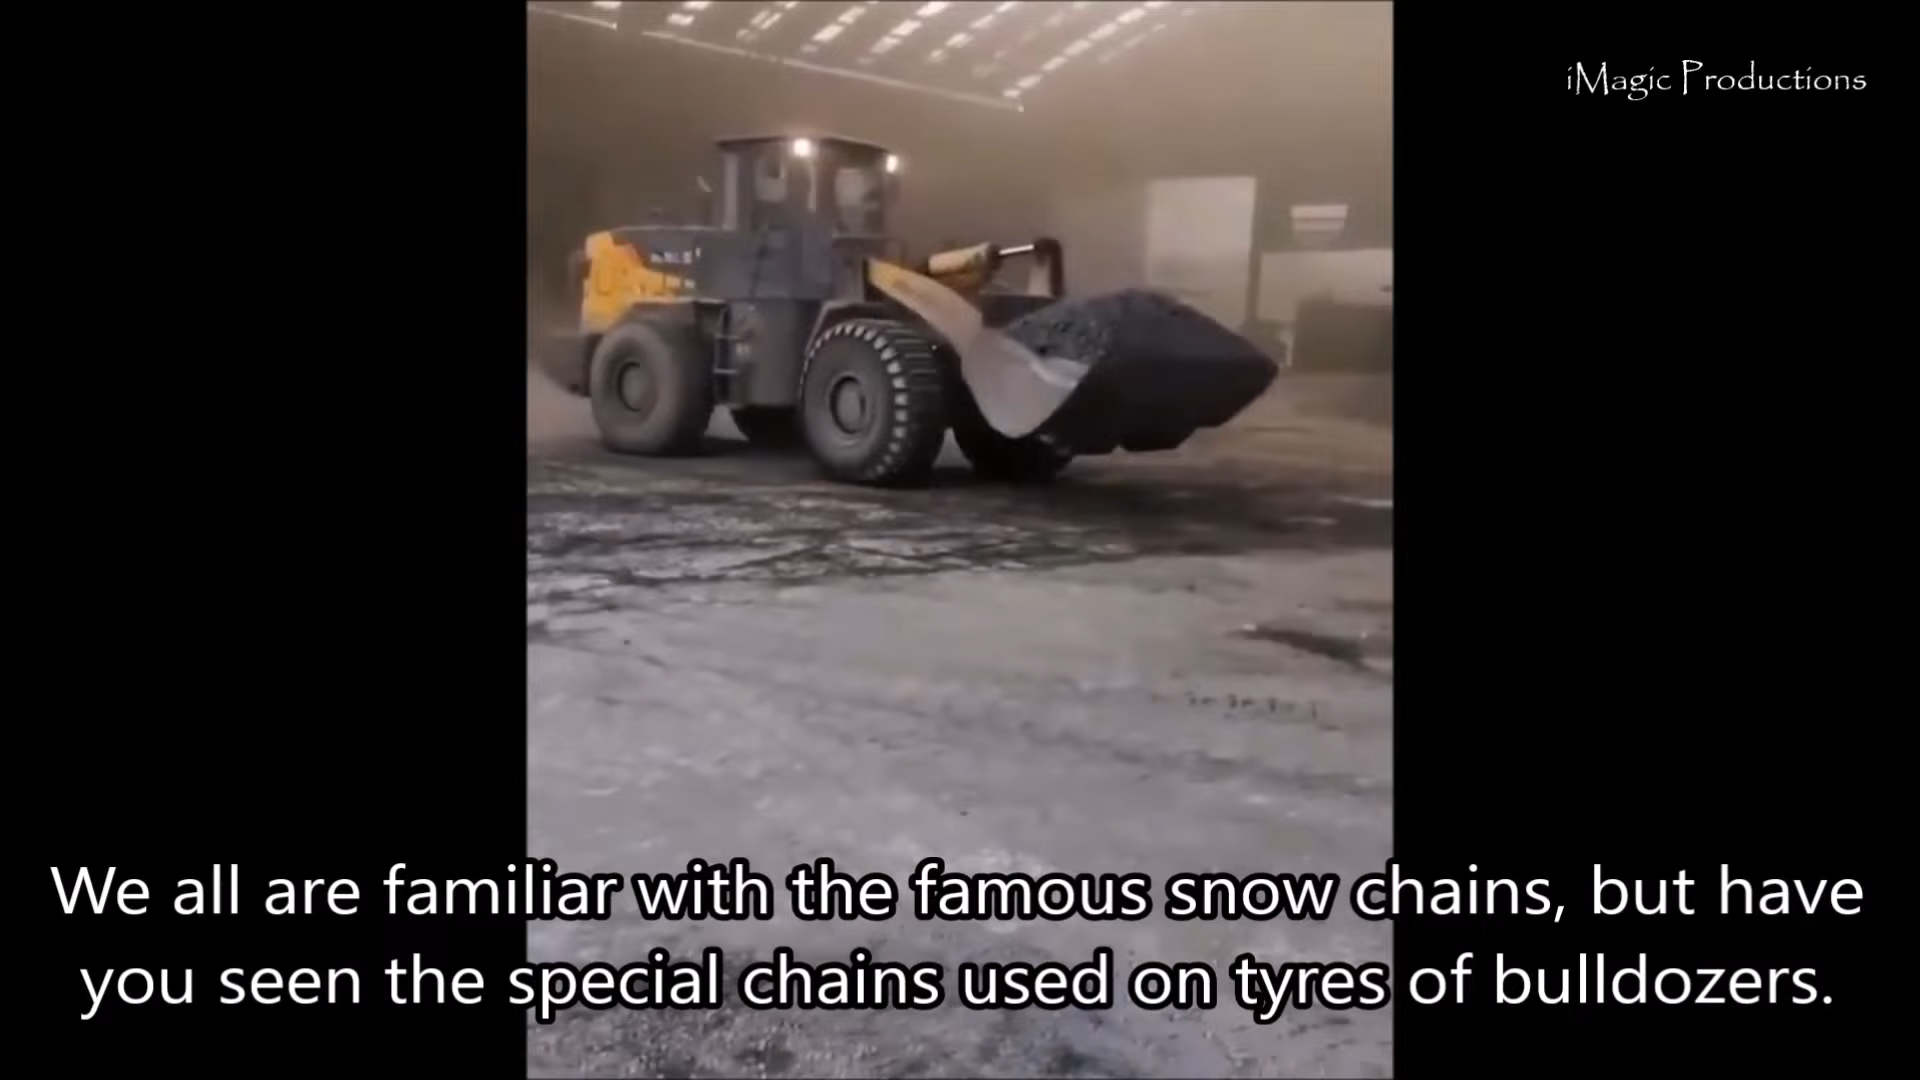 iMagic Productions
We all are familiar with the famous snow chains, but have
you seen the special chains used on tyres of bulldozers.